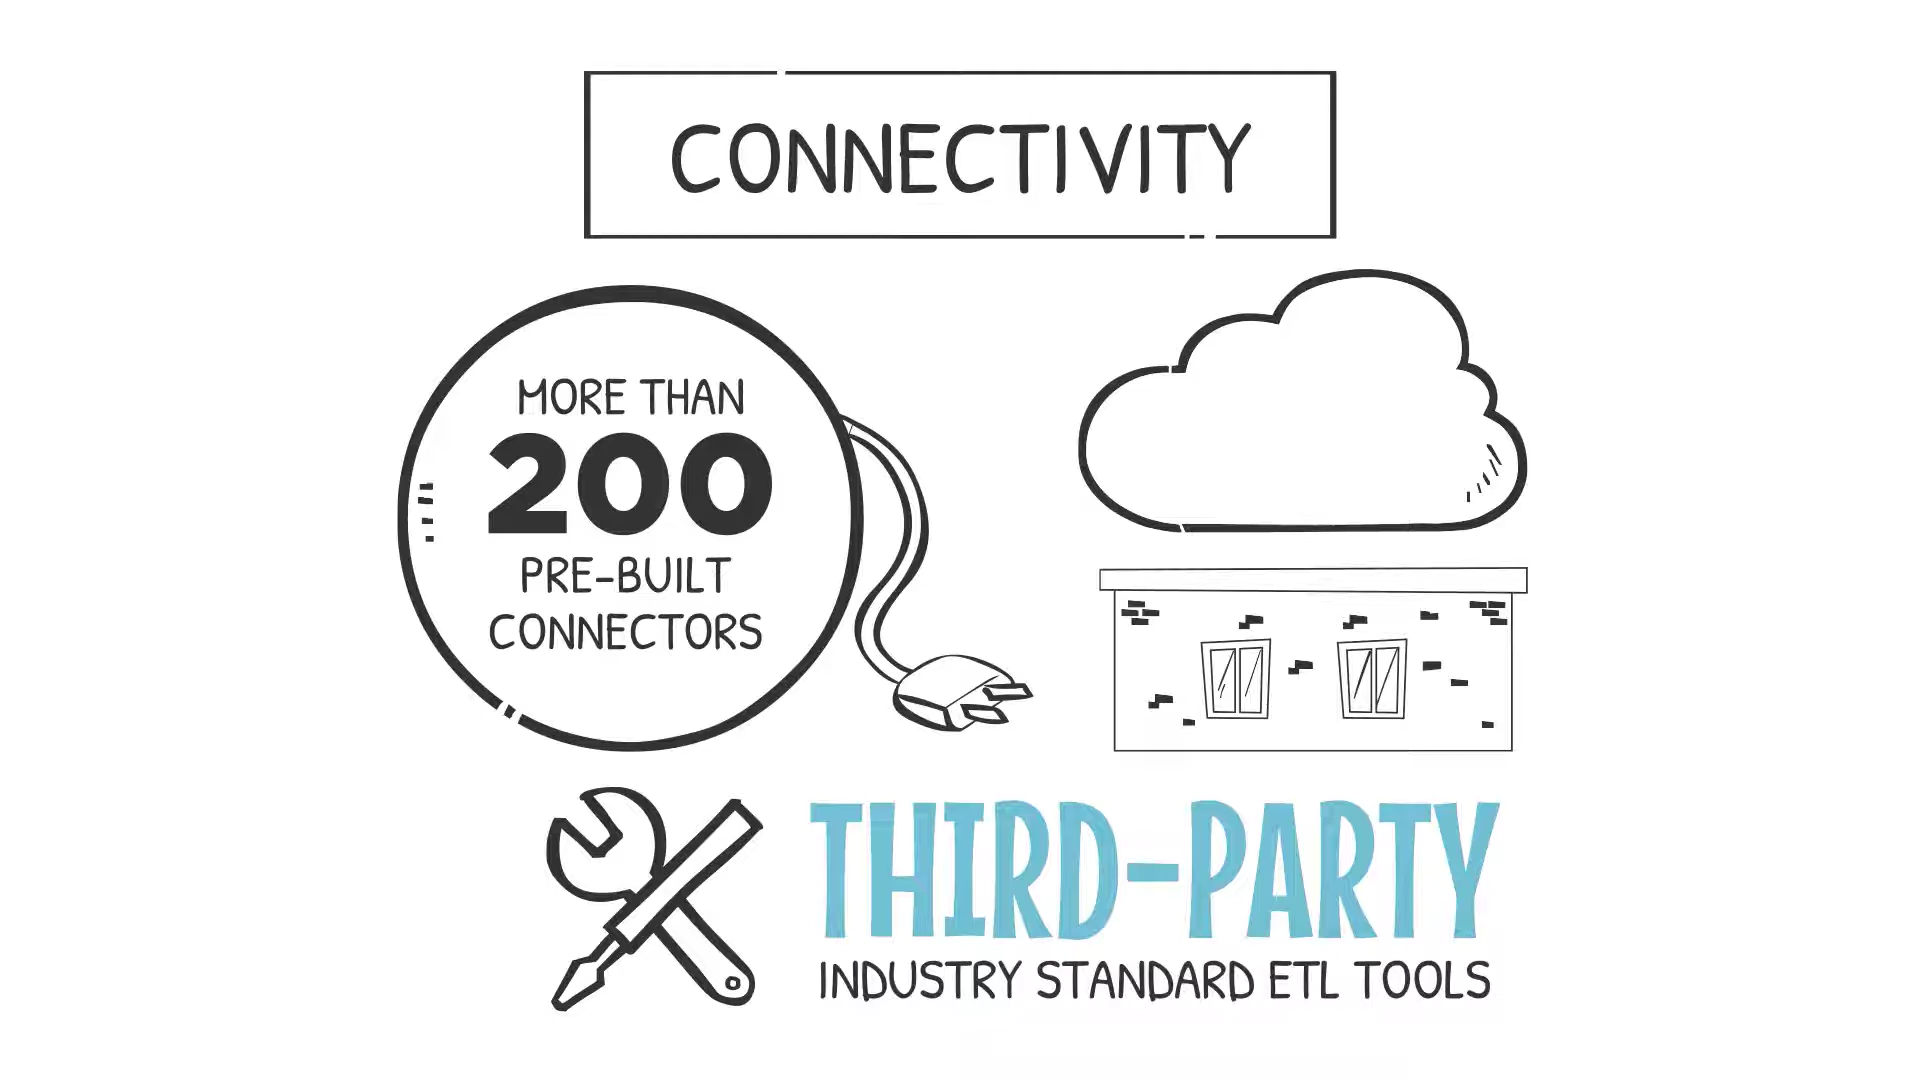 CONNECTIVITY
MORE THAN
200
PRE-BUILT
CONNECTORS
THIRD-PARTY
INDUSTRY STANDARD ETL TOOLS